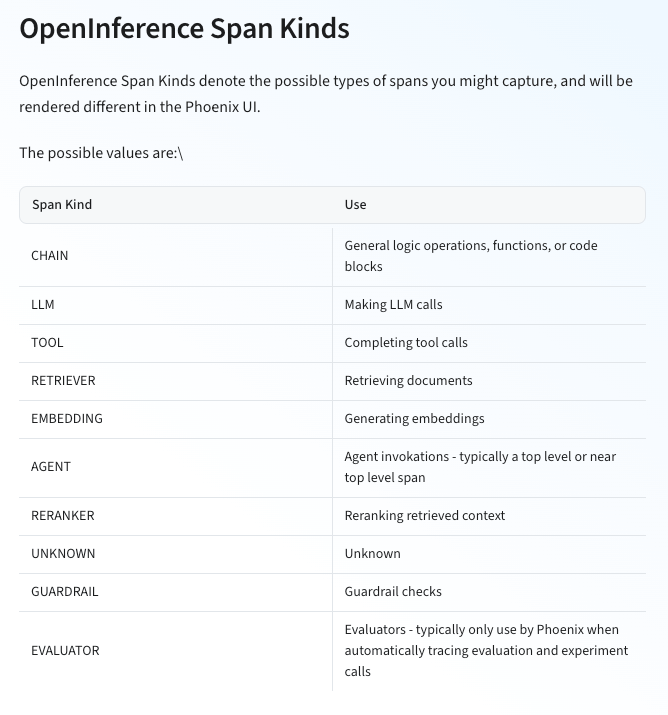 OpenInference Span Kinds
OpenInference Span Kinds denote the possible types of spans you might capture, and will be
rendered different in the Phoenix UI.
The possible values are:\
Span Kind Use
CHAIN General logic operations, functions, or code
blocks
LLM Making LLM calls
TOOL Completing tool calls
RETRIEVER Retrieving documents
EMBEDDING Generating embeddings
AGENT Agent invokations - typically a top level or near
top level span
RERANKER Reranking retrieved context
UNKNOWN Unknown
GUARDRAIL Guardrail checks
EVALUATOR Evaluators - typically only use by Phoenix when
automatically tracing evaluation and experiment
calls